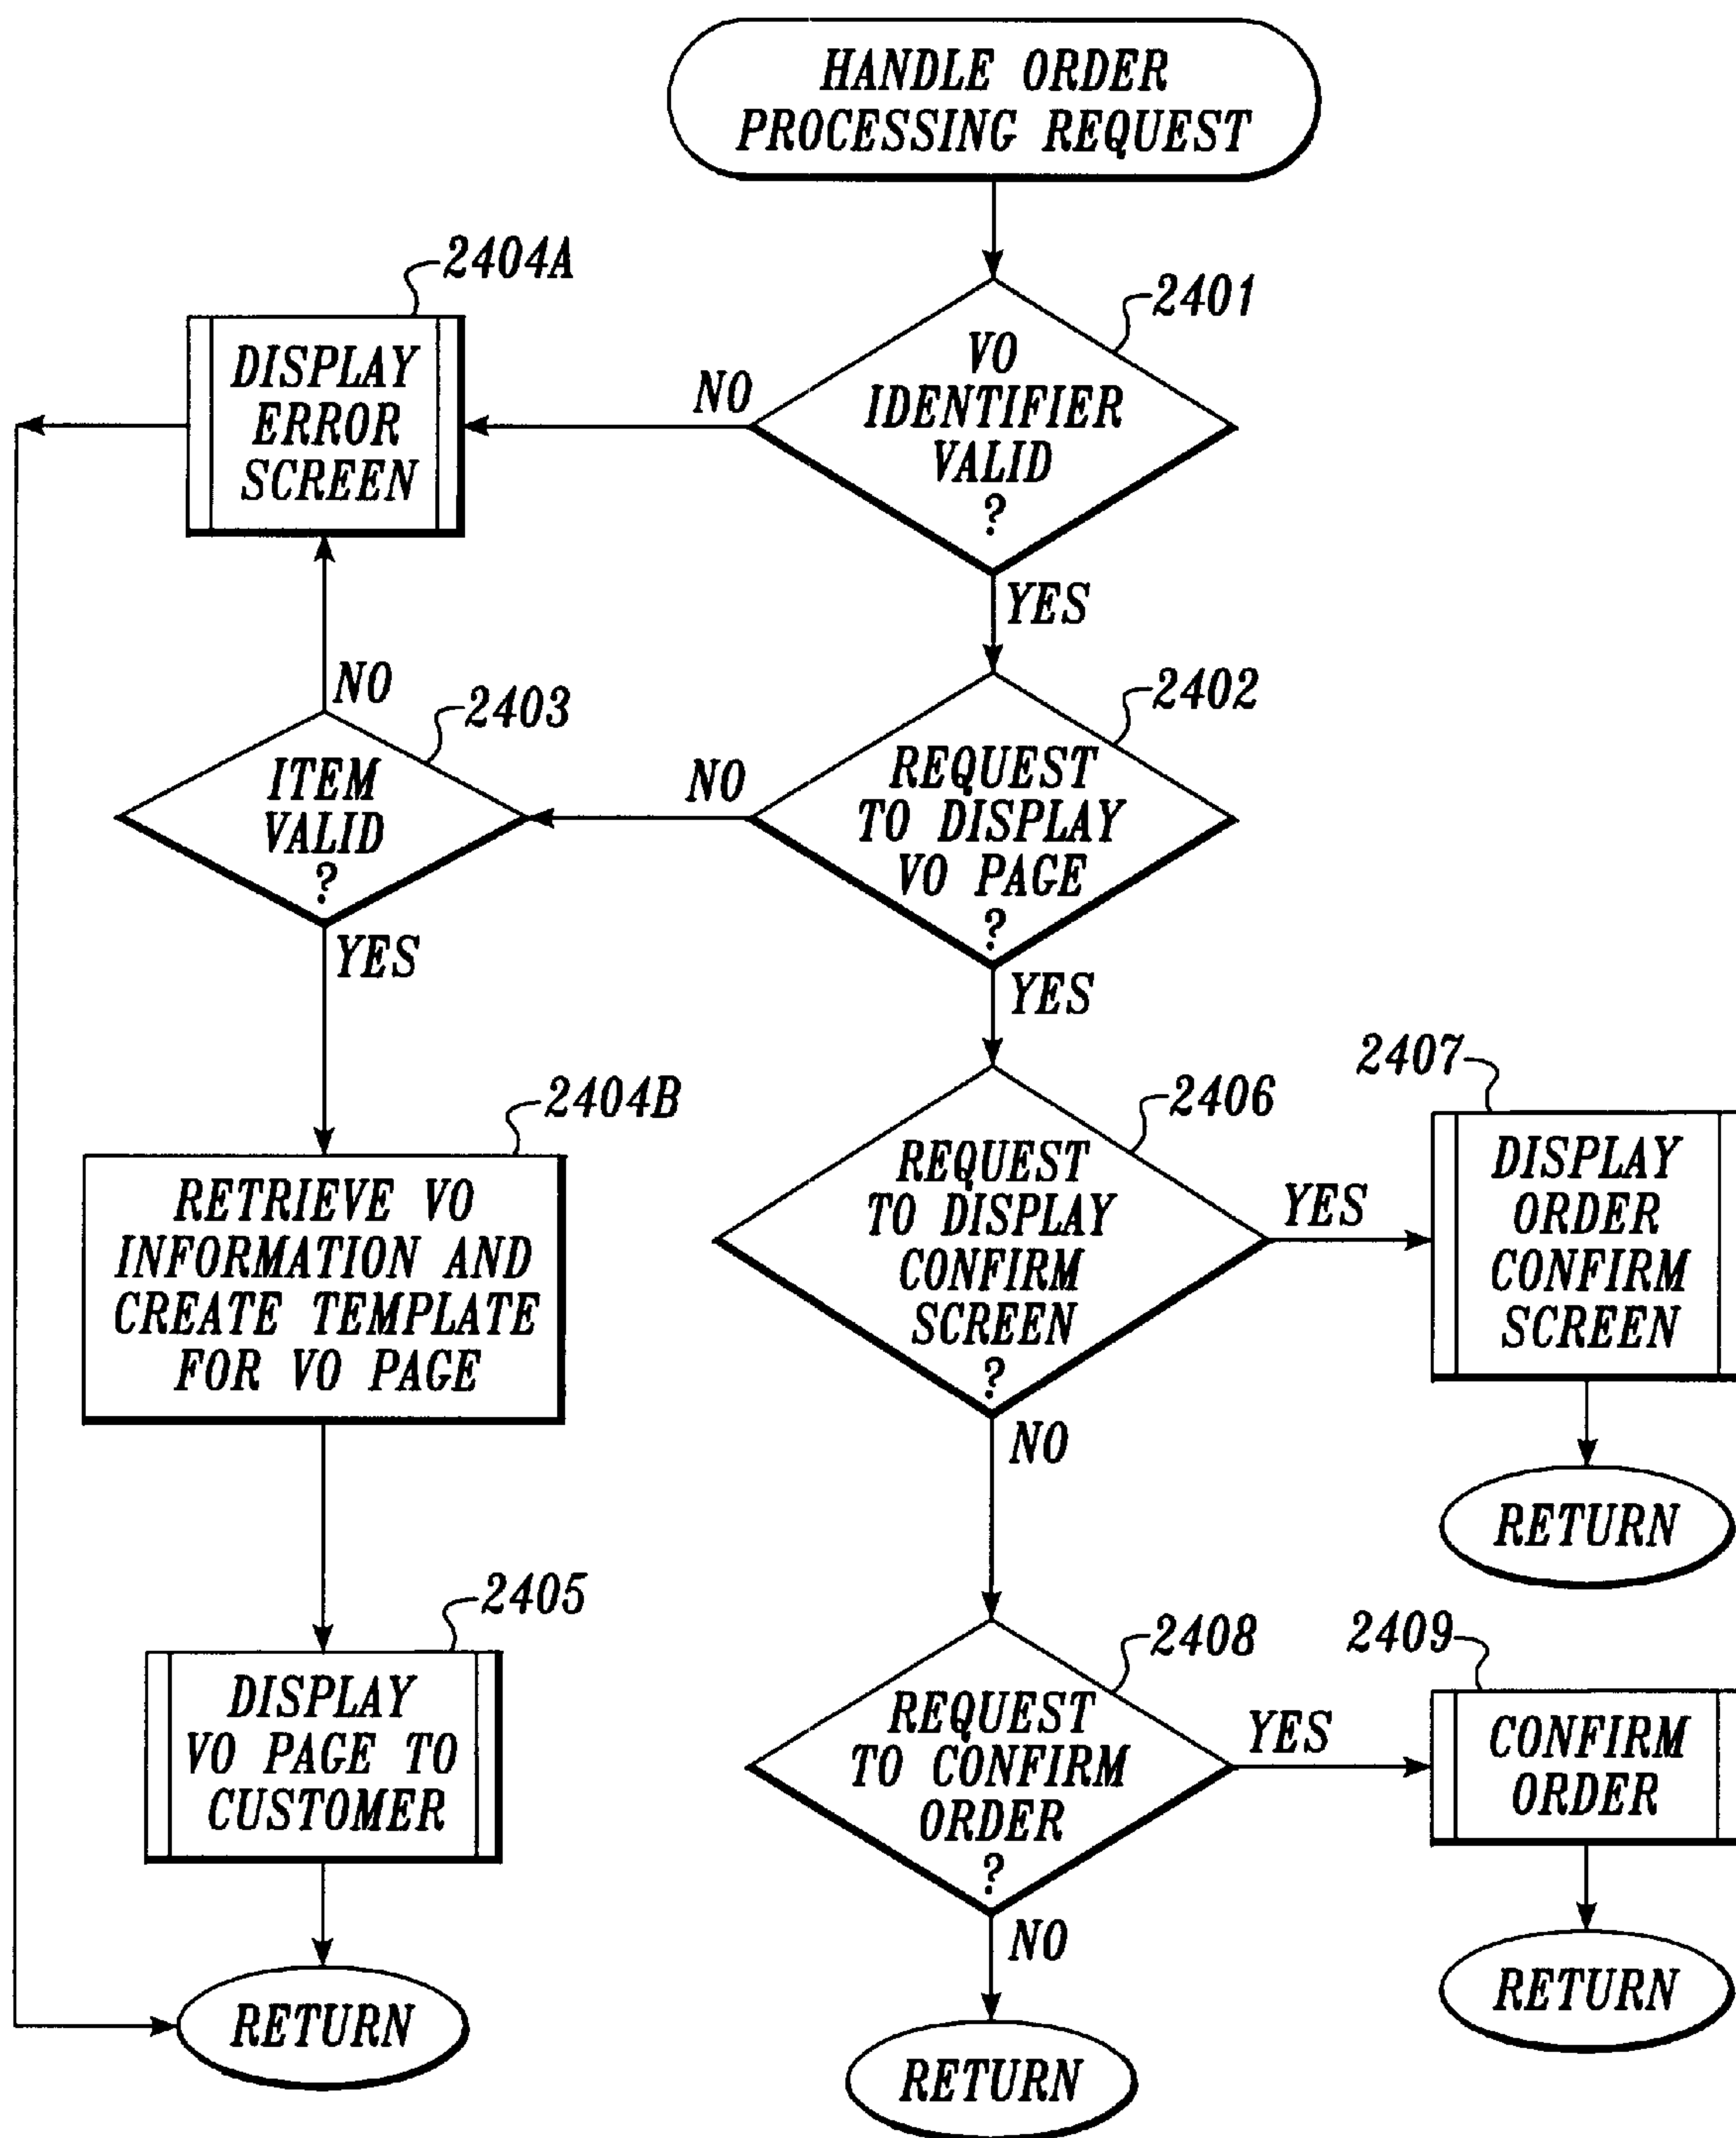 HANDLE ORDER
PROCESSING REQUEST
2404A
DISPLAY
ERROR
SCREEN
2401
VO
IDENTIFIER
VALID
?
NO
YES
2402
REQUEST
TO DISPLAY
VO PAGE
?
NO
YES
2403
ITEM
VALID
?
NO
YES
2404B
RETRIEVE VO
INFORMATION AND
CREATE TEMPLATE
FOR VO PAGE
2405
DISPLAY
VO PAGE TO
CUSTOMER
RETURN
2406
REQUEST
TO DISPLAY
CONFIRM
SCREEN
?
YES
NO
2407
DISPLAY
ORDER
CONFIRM
SCREEN
RETURN
2408
REQUEST
TO CONFIRM
ORDER
?
YES
NO
2409
CONFIRM
ORDER
RETURN
RETURN